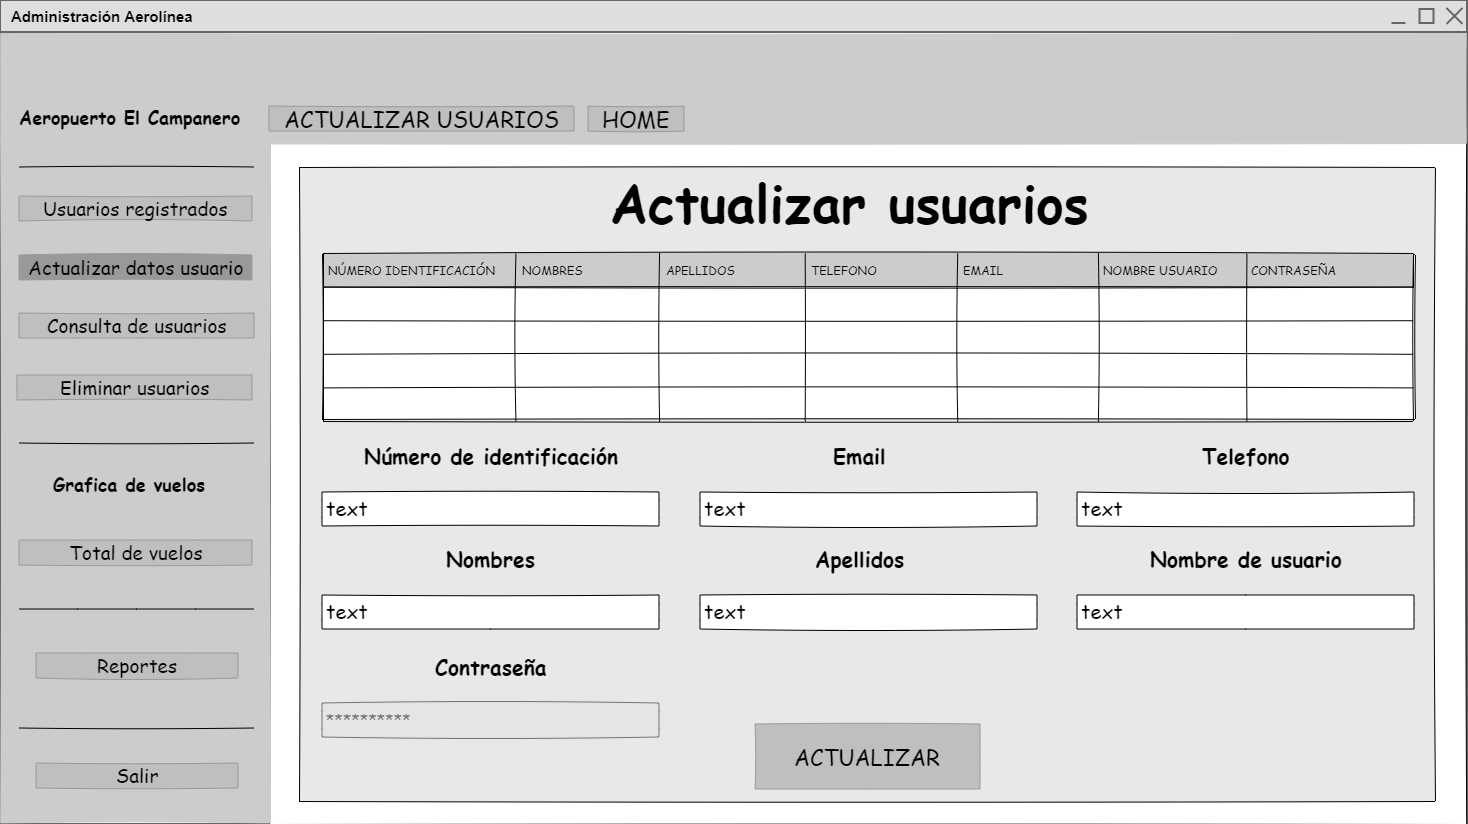 Administración Aerolínea
Aeropuerto El Campanero
ACTUALIZAR USUARIOS
HOME
Usuarios registrados
Actualizar datos usuario
Consulta de usuarios
Eliminar usuarios
Grafica de vuelos
Total de vuelos
Reportes
Salir
Actualizar usuarios
NÚMERO IDENTIFICACIÓN NOMBRES APELLIDOS TELEFONO EMAIL NOMBRE USUARIO CONTRASEÑA
Número de identificación Email Telefono
text text text
Nombres Apellidos Nombre de usuario
text text text
Contraseña
**********
ACTUALIZAR